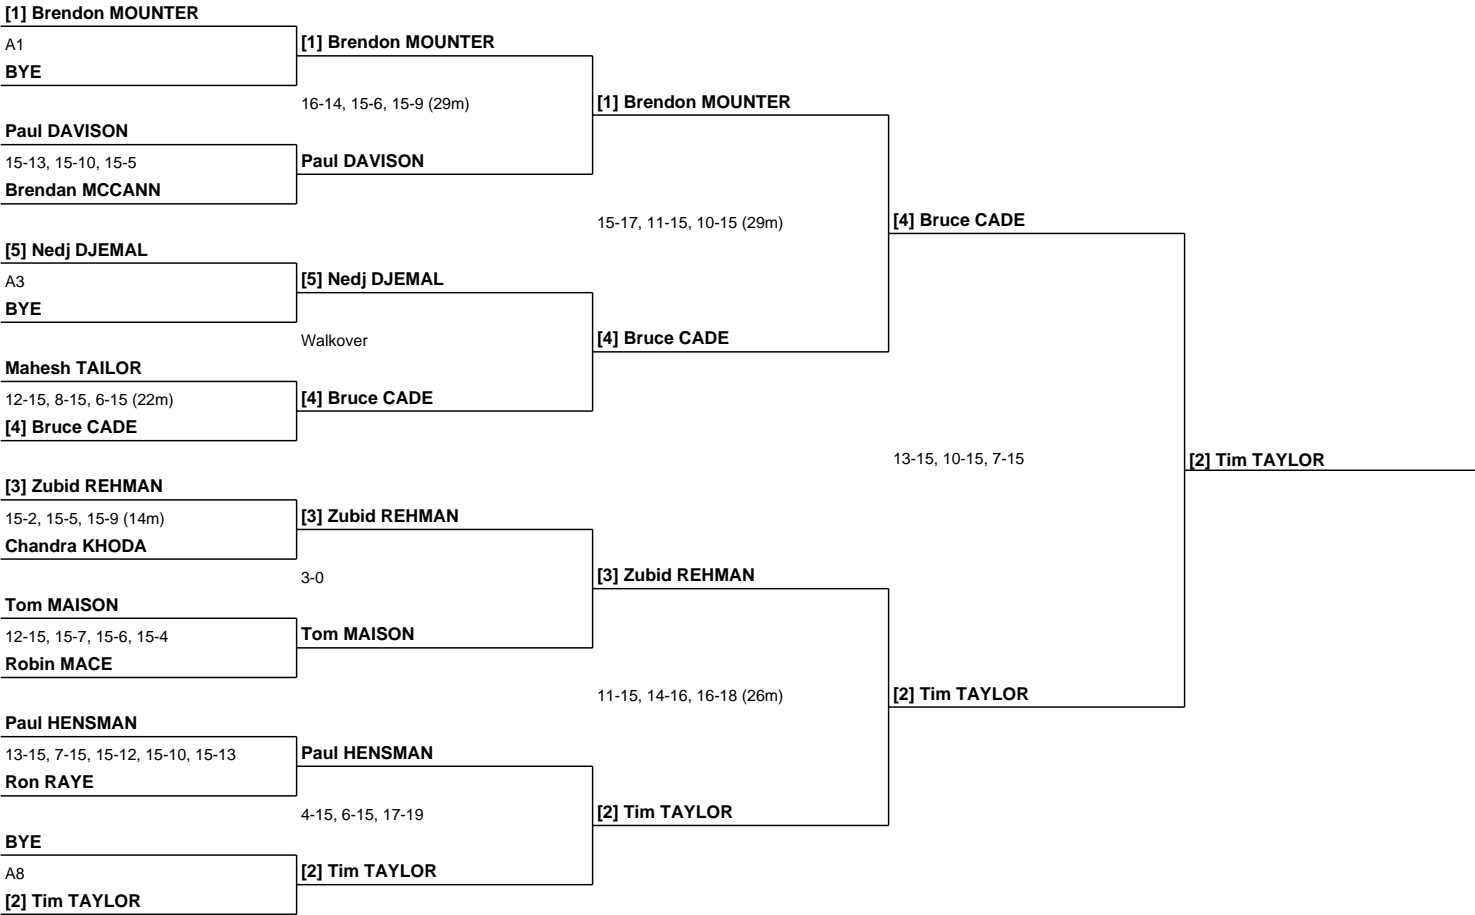 [1] Brendon MOUNTER
A1
BYE
Paul DAVISON
15-13, 15-10, 15-5
Brendan MCCANN
[5] Nedj DJEMAL
A3
BYE
Mahesh TAILOR
12-15, 8-15, 6-15 (22m)
[4] Bruce CADE
[3] Zubid REHMAN
15-2, 15-5, 15-9 (14m)
Chandra KHODA
Tom MAISON
12-15, 15-7, 15-6, 15-4
Robin MACE
Paul HENSMAN
13-15, 7-15, 15-12, 15-10, 15-13
Ron RAYE
BYE
A8
[2] Tim TAYLOR
[1] Brendon MOUNTER
16-14, 15-6, 15-9 (29m)
Paul DAVISON
[5] Nedj DJEMAL
Walkover
[4] Bruce CADE
[3] Zubid REHMAN
3-0
Tom MAISON
Paul HENSMAN
4-15, 6-15, 17-19
[2] Tim TAYLOR
[1] Brendon MOUNTER
15-17, 11-15, 10-15 (29m)
[4] Bruce CADE
[3] Zubid REHMAN
11-15, 14-16, 16-18 (26m)
[2] Tim TAYLOR
[4] Bruce CADE
13-15, 10-15, 7-15
[2] Tim TAYLOR
[2] Tim TAYLOR